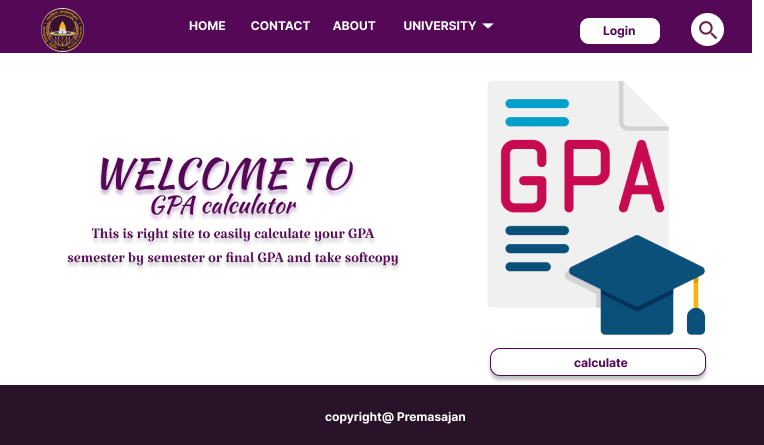 HOME CONTACT ABOUT UNIVERSITY Login
WELCOME TO
GPA calculator
This is right site to easily calculate your GPA
semester by semester or final GPA and take softcopy
GPA
calculate
copyright@ Premasajan